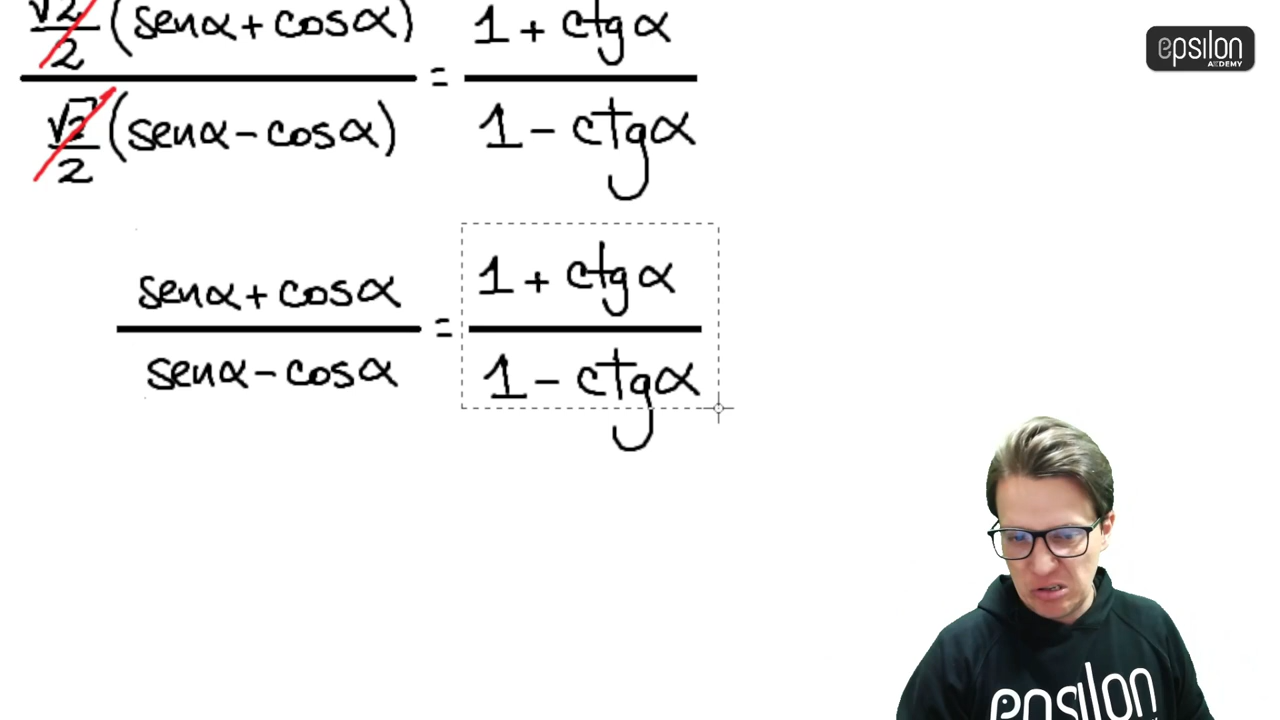 √2/2 (senα + cosα) / √2/2 (senα − cosα) = 1 + ctgα / 1 − ctgα
senα + cosα / senα − cosα = 1 + ctgα / 1 − ctgα
epsilon
AKDEMY
epsilon